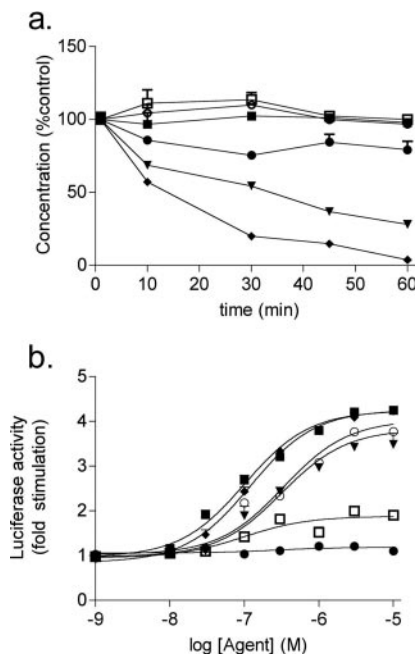 a.
150
100
50
0
Concentration (%control)
0 10 20 30 40 50 60
time (min)
b.
5
4
3
2
1
0
Luciferase activity
(fold stimulation)
-9 -8 -7 -6 -5
log [Agent] (M)